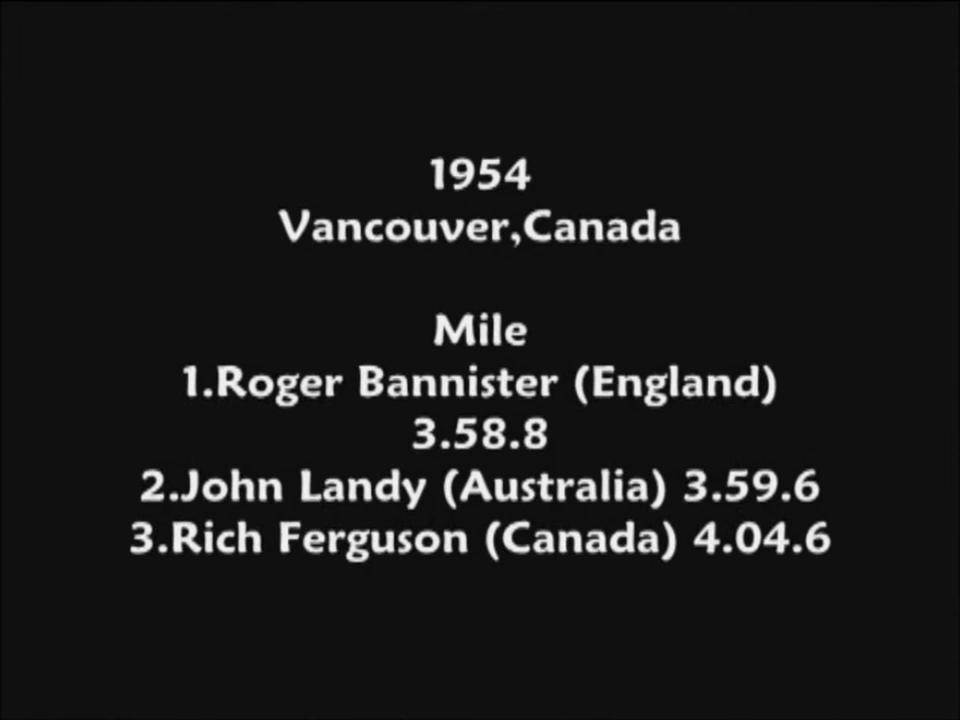 1954
Vancouver,Canada
Mile
1.Roger Bannister (England)
3.58.8
2.John Landy (Australia) 3.59.6
3.Rich Ferguson (Canada) 4.04.6